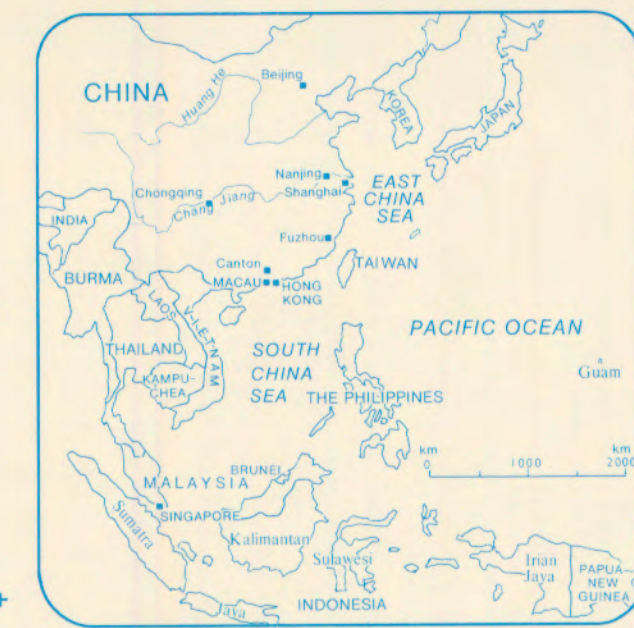 Beijing
CHINA
Huang He
KOREA
JAPAN
Nanjing
Shanghai
EAST
CHINA
SEA
Chongqing
Chang Jiang
INDIA
Fuzhou
Canton
TAIWAN
BURMA
MACAU
HONG
KONG
LAOS
V-I-E-T-N-A-M
PACIFIC OCEAN
THAILAND
SOUTH
CHINA
SEA
Guam
KAMPU-
CHEA
THE PHILIPPINES
km
0
1000
km
2000
BRUNEI
MALAYSIA
SINGAPORE
Sumatra
Kalimantan
Sulawesi
Irian
Jaya
PAPUA
NEW
GUINEA
Java
INDONESIA